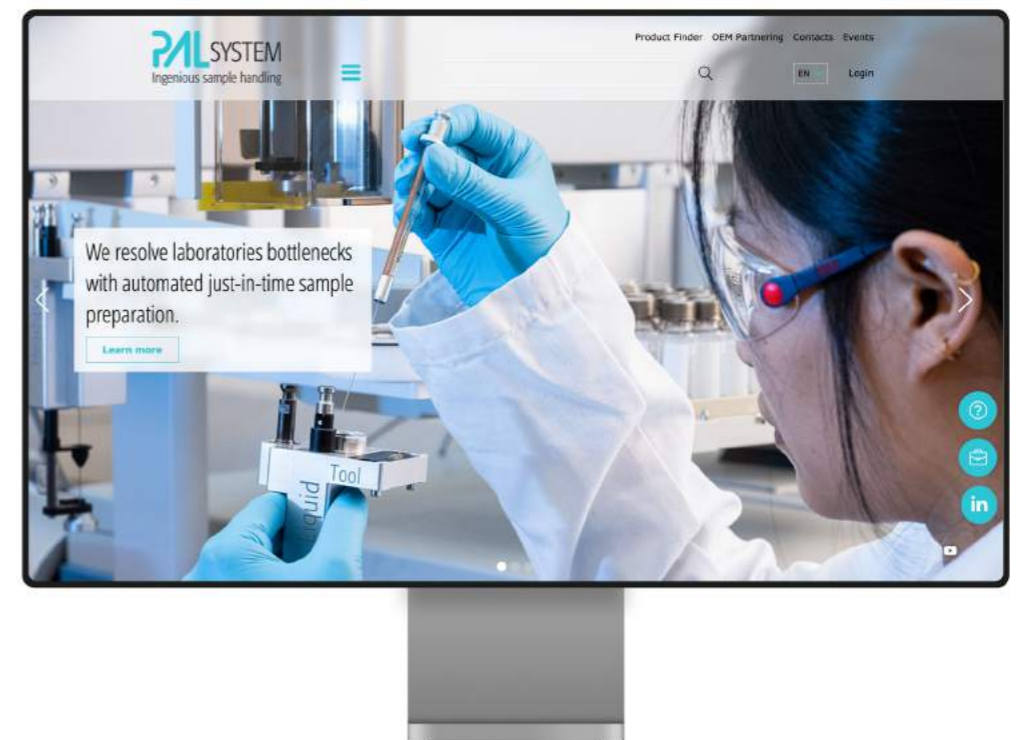 PAL SYSTEM
Ingenious sample handling
Product Finder OEM Partnering Contacts Events
EN Login
We resolve laboratories bottlenecks
with automated just-in-time sample
preparation.
Learn more
Tool
Liquid
in